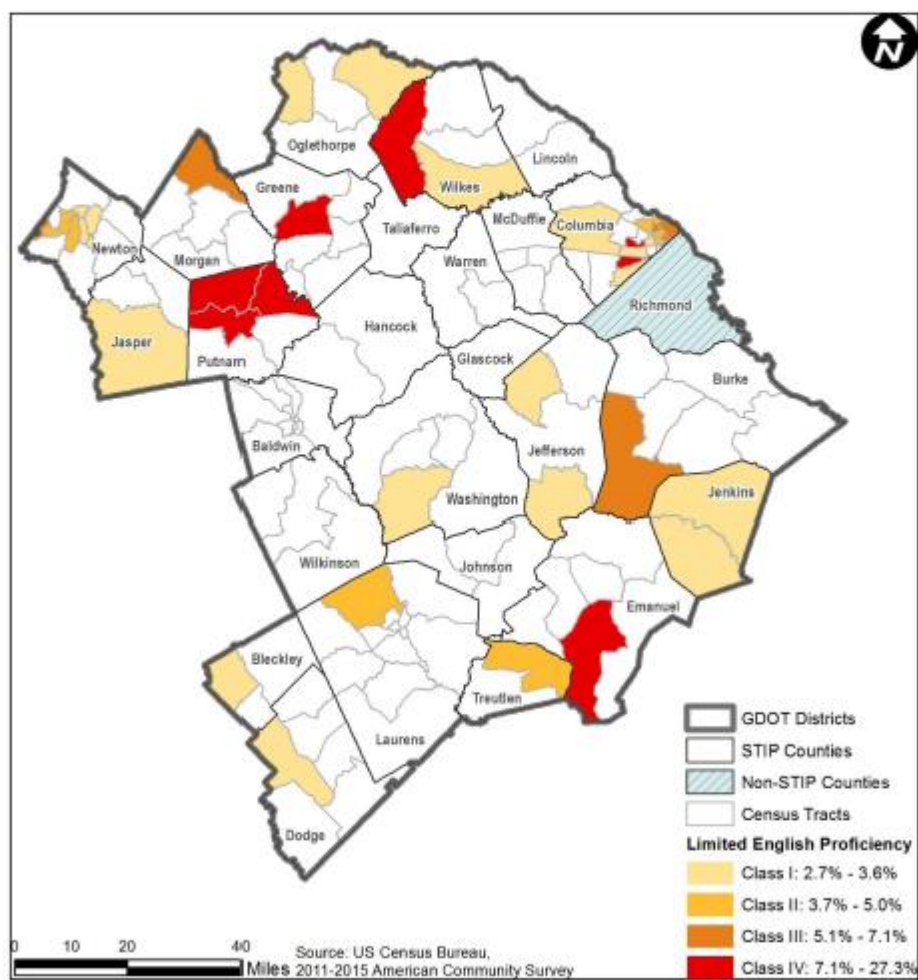 N
Oglethorpe
Lincoln
Greene
Wilkes
McDuffie
Columbia
Newton
Taliaferro
Morgan
Warren
Richmond
Hancock
Jasper
Glascock
Putnam
Burke
Baldwin
Jefferson
Washington
Jenkins
Wilkinson
Johnson
Emanuel
Bleckley
Treutlen
Laurens
Dodge
GDOT Districts
STIP Counties
Non-STIP Counties
Census Tracts
Limited English Proficiency
Class I: 2.7% - 3.6%
Class II: 3.7% - 5.0%
Class III: 5.1% - 7.1%
Class IV: 7.1% - 27.3%
0 10 20 40
Miles
Source: US Census Bureau,
2011-2015 American Community Survey